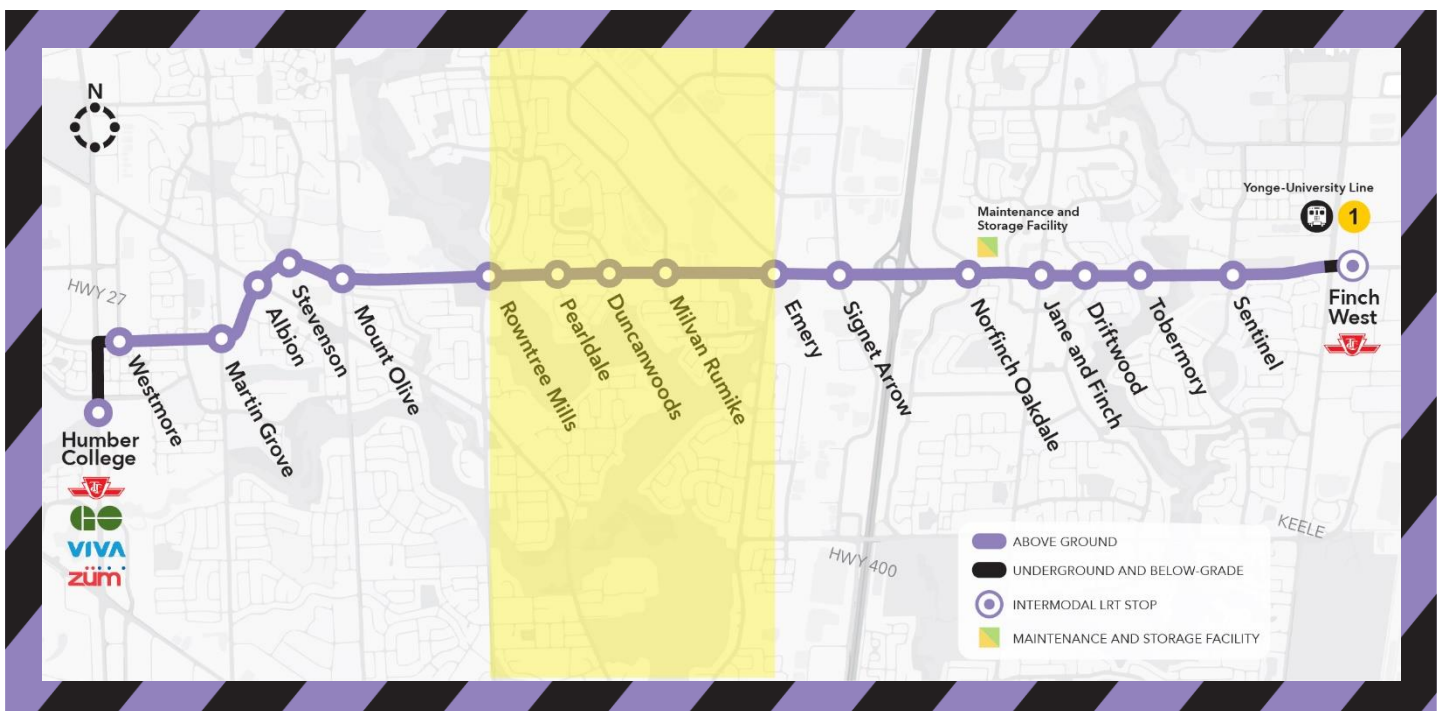 N
HWY 27
Humber
College
GO
VIVA
züm
Westmore
Martin Grove
Albion
Stevenson
Mount Olive
Rowntree Mills
Pearldale
Duncanwoods
Milvan Rumike
Emery
Signet Arrow
Maintenance and
Storage Facility
Norfinch Oakdale
Jane and Finch
Driftwood
Tobermory
Sentinel
Yonge-University Line
1
Finch
West
KEELE
HWY 400
ABOVE GROUND
UNDERGROUND AND BELOW-GRADE
INTERMODAL LRT STOP
MAINTENANCE AND STORAGE FACILITY